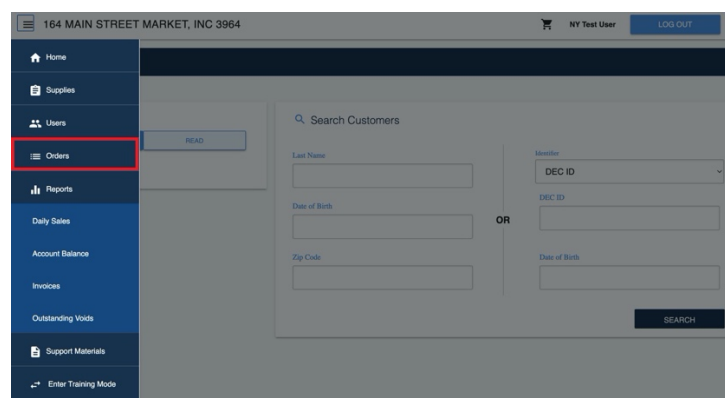 164 MAIN STREET MARKET, INC 3964
NY Test User
LOG OUT
Home
Supplies
Users
Orders
Reports
Daily Sales
Account Balance
Invoices
Outstanding Voids
Support Materials
Enter Training Mode
READ
Search Customers
Last Name
Date of Birth
Zip Code
OR
Identifier
DEC ID
DEC ID
Date of Birth
SEARCH